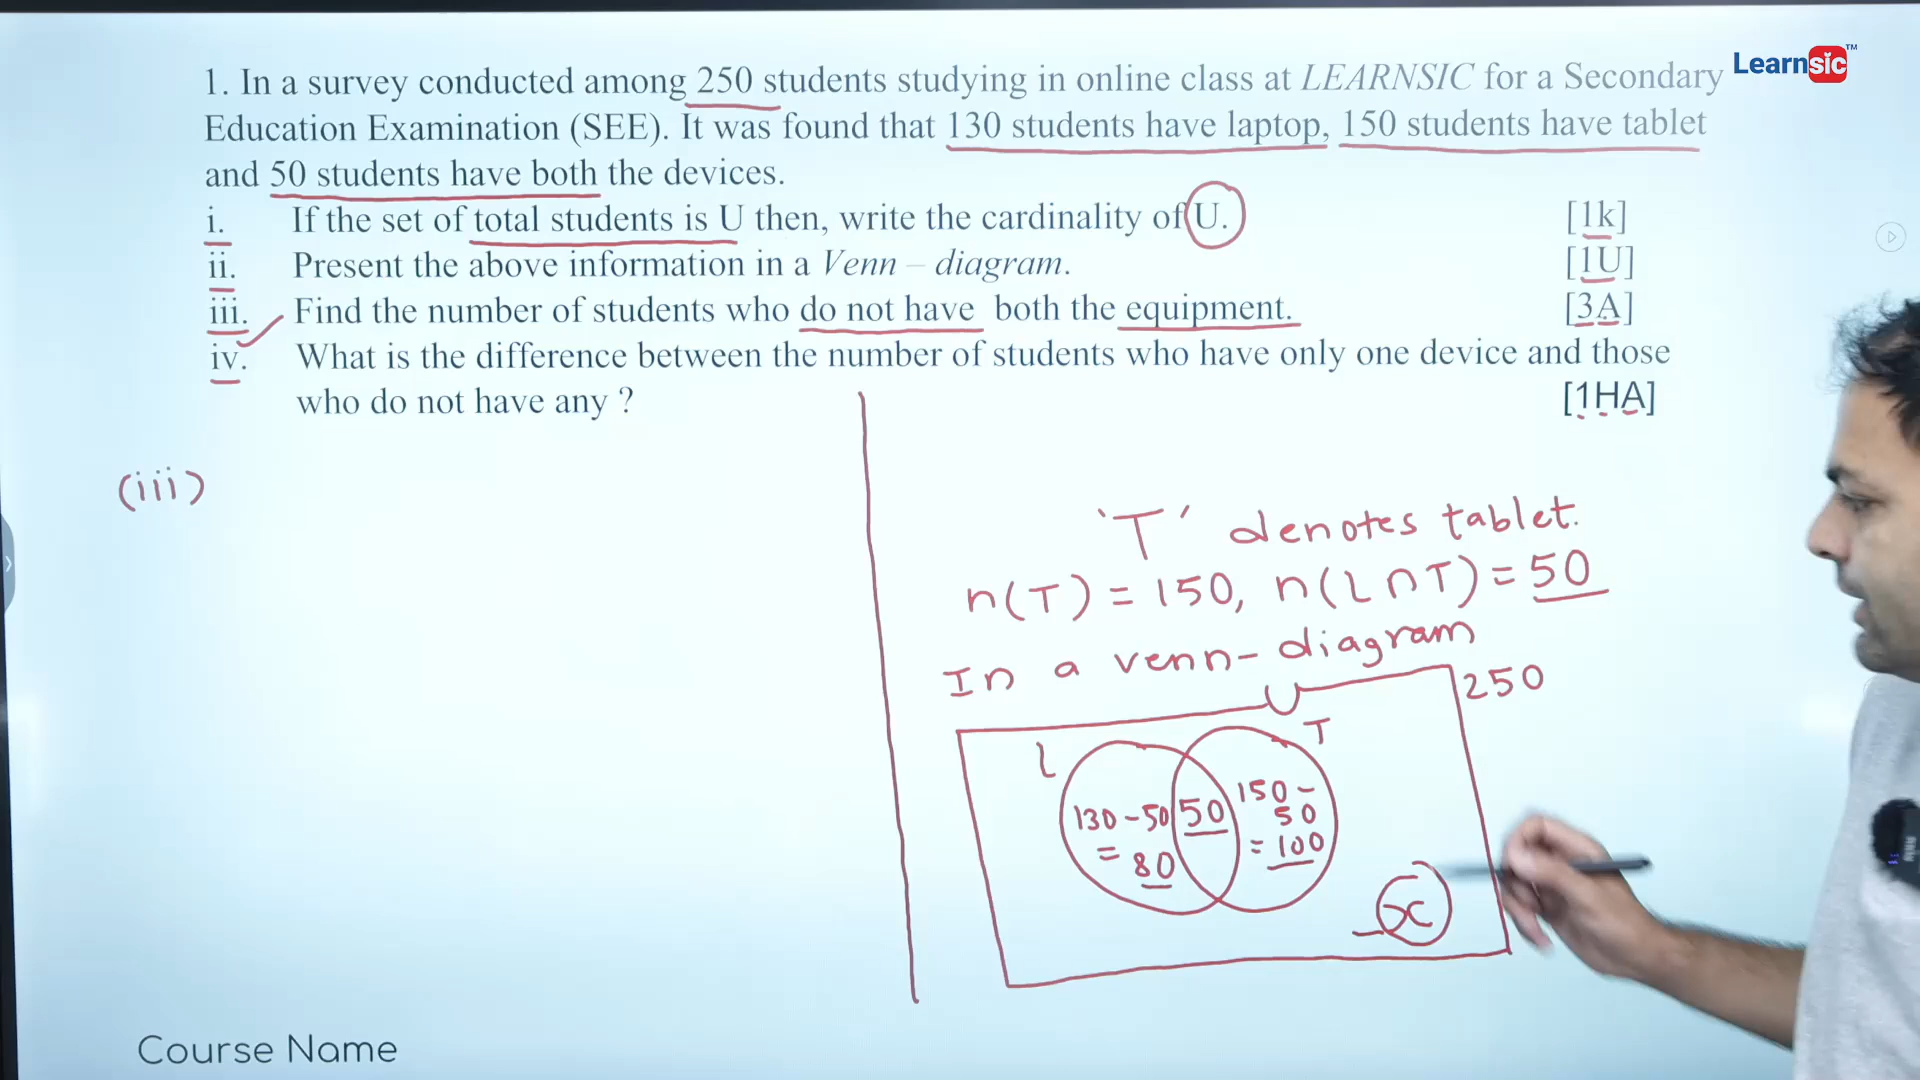 Learnsic™
1. In a survey conducted among 250 students studying in online class at LEARNSIC for a Secondary
Education Examination (SEE). It was found that 130 students have laptop, 150 students have tablet
and 50 students have both the devices.
i. If the set of total students is U then, write the cardinality of U. [1k]
ii. Present the above information in a Venn – diagram. [1U]
iii. Find the number of students who do not have both the equipment. [3A]
iv. What is the difference between the number of students who have only one device and those
who do not have any ? [1HA]
(iii)
'T' denotes tablet.
n(T) = 150, n(L∩T) = 50
In a venn-diagram
U 250
L T
130-50 50 150-
50
= 80 = 100
x
Course Name